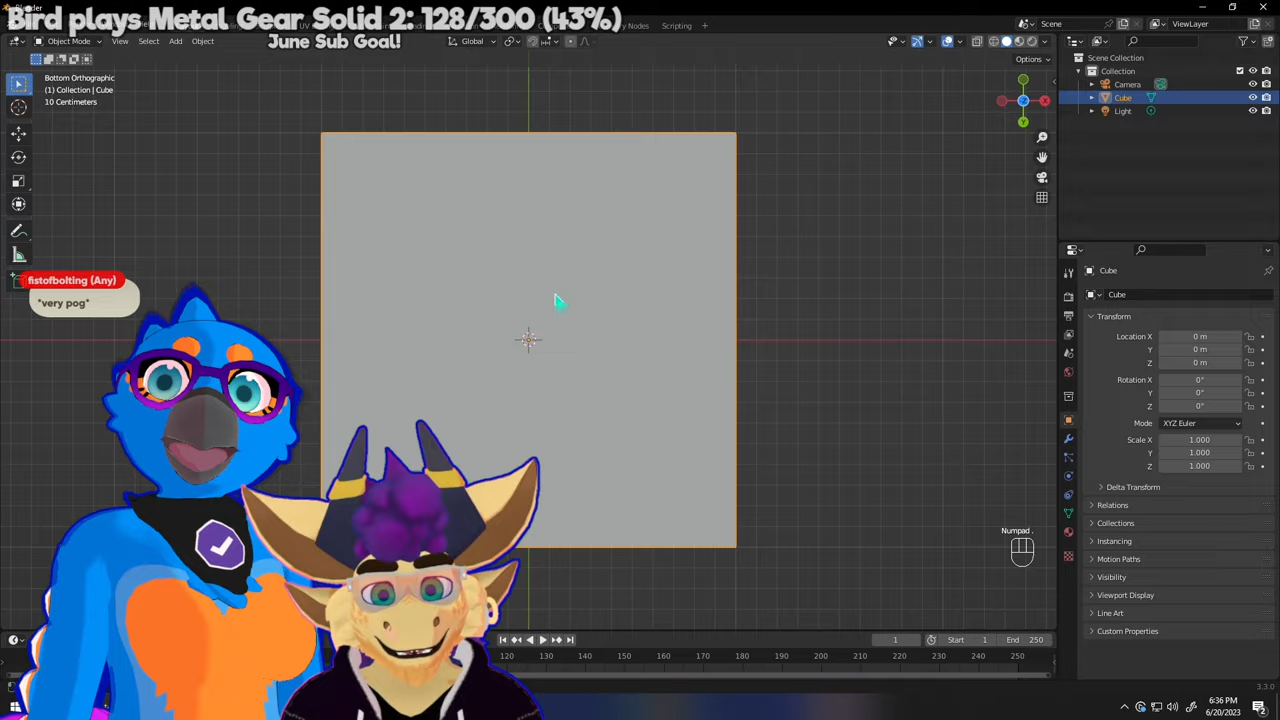 Blender
Bird plays Metal Gear Solid 2: 128/300 (43%)
June Sub Goal!
Scripting
Scene
ViewLayer
Object Mode
View
Select
Add
Object
Global
Options
Bottom Orthographic
(1) Collection | Cube
10 Centimeters
X
Z
Y
Scene Collection
Collection
Camera
Cube
Light
fistofbolting (Any)
*very pog*
Cube
Cube
Transform
Location X 0 m
Y 0 m
Z 0 m
Rotation X 0°
Y 0°
Z 0°
Mode XYZ Euler
Scale X 1.000
Y 1.000
Z 1.000
Delta Transform
Relations
Collections
Instancing
Motion Paths
Visibility
Viewport Display
Line Art
Custom Properties
Numpad .
1
Start 1
End 250
120 130 140 150 160 170 180 190 200 210 220 230 240 250
3.3.0
6:36 PM
6/20/2023
2